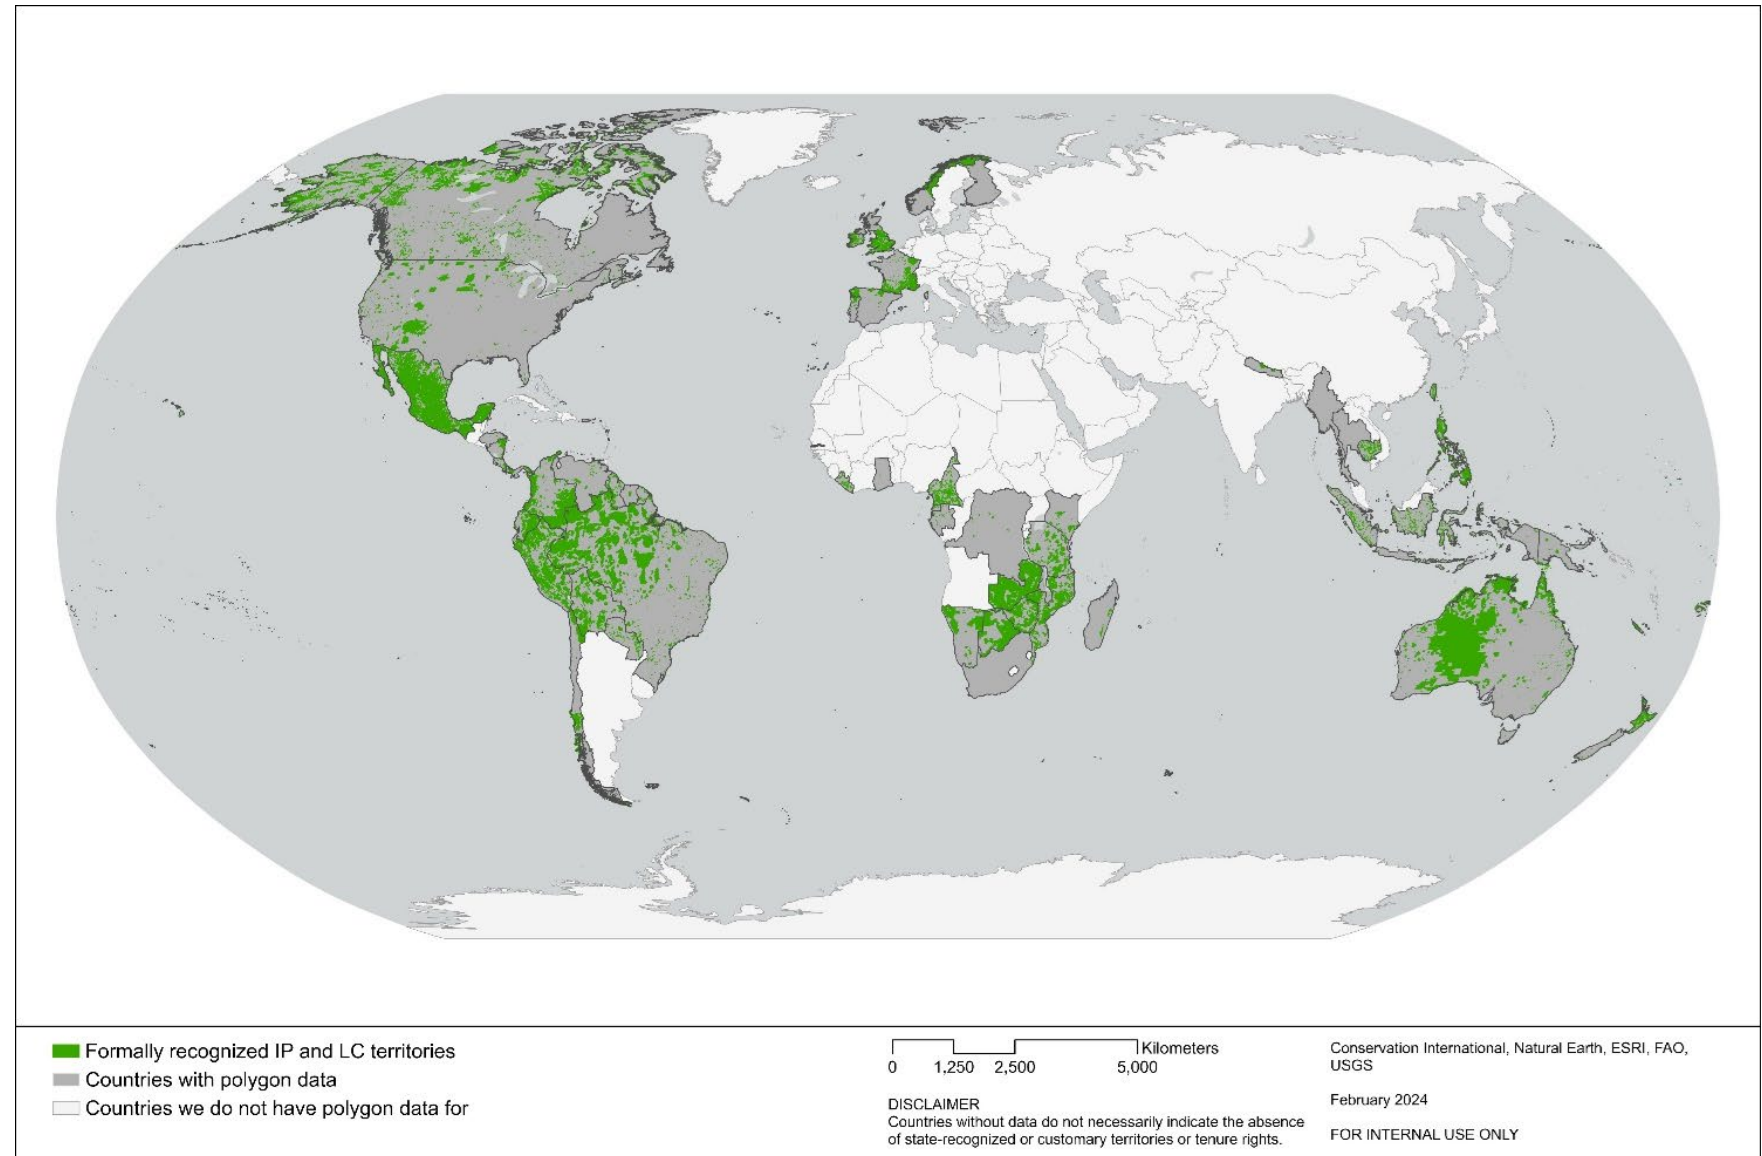 Formally recognized IP and LC territories
Countries with polygon data
Countries we do not have polygon data for
Kilometers
0 1,250 2,500 5,000
DISCLAIMER
Countries without data do not necessarily indicate the absence
of state-recognized or customary territories or tenure rights.
Conservation International, Natural Earth, ESRI, FAO,
USGS
February 2024
FOR INTERNAL USE ONLY